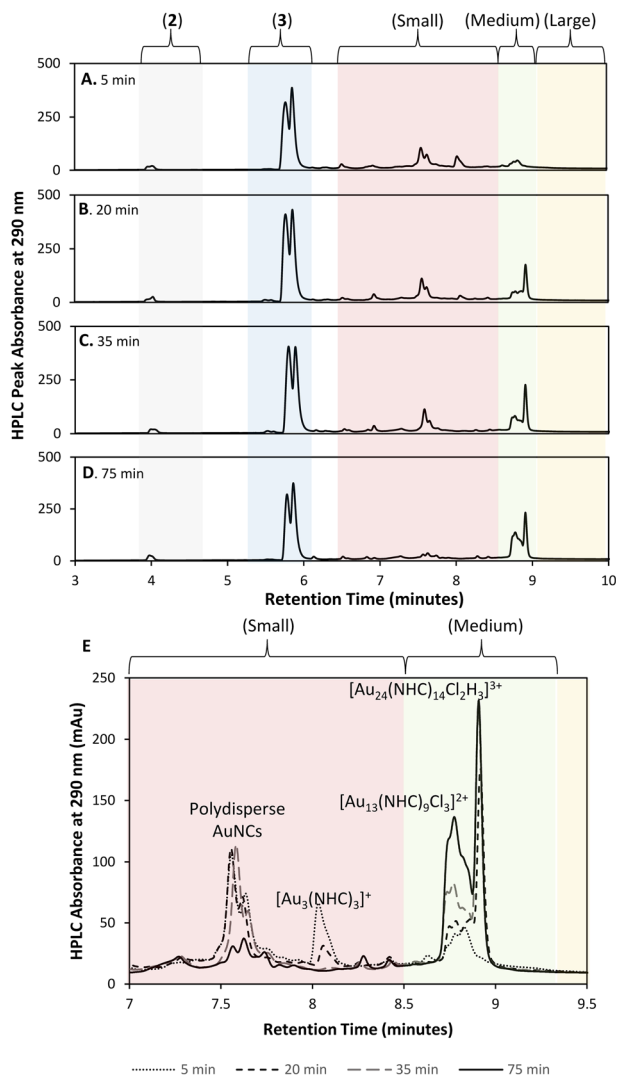 (2) (3) (Small) (Medium) (Large)
HPLC Peak Absorbance at 290 nm
500
A. 5 min
250
0
500
B. 20 min
250
0
500
C. 35 min
250
0
500
D. 75 min
250
0
3 4 5 6 7 8 9 10
Retention Time (minutes)
(Small) (Medium)
E
HPLC Absorbance at 290 nm (mAu)
250
[Au24(NHC)14Cl2H3]3+
200
150
[Au13(NHC)9Cl3]2+
Polydisperse
AuNCs
100
[Au3(NHC)3]+
50
0
7 7.5 8 8.5 9 9.5
Retention Time (minutes)
5 min 20 min 35 min 75 min